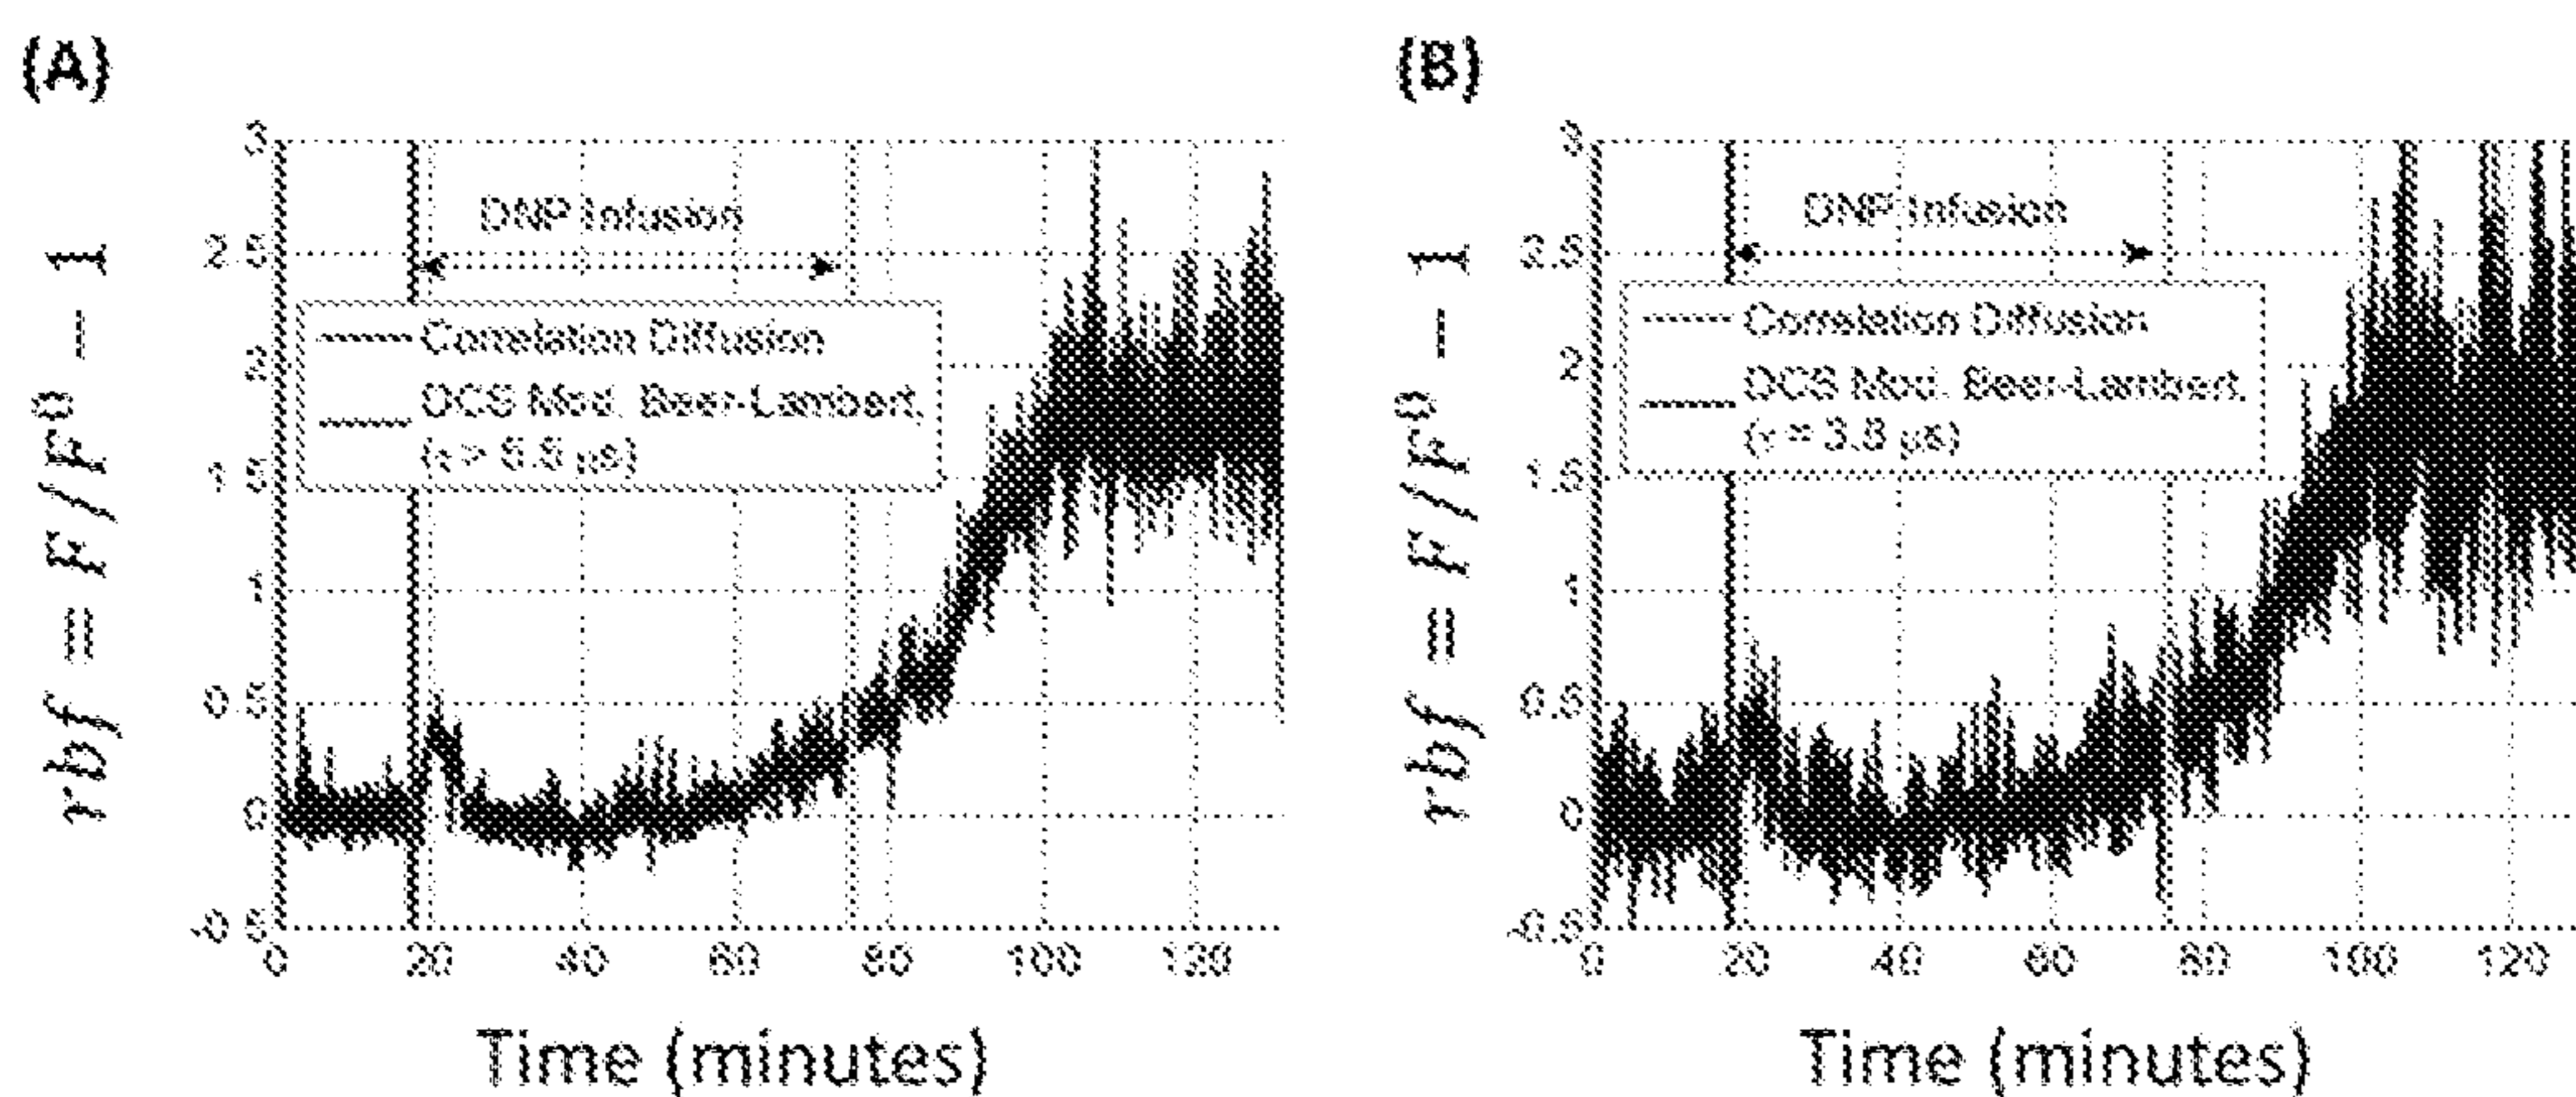 (A)
rbf = F/F⁰ − 1
3
2.5
2
1.5
1
0.5
0
-0.5
DNP Infusion
Correlation Diffusion
DCS Mod. Beer-Lambert,
0 20 40 60 80 100 120
Time (minutes)
(B)
rbf = F/F⁰ − 1
3
2.5
2
1.5
1
0.5
0
-0.5
DNP Infusion
Correlation Diffusion
DCS Mod. Beer-Lambert,
(τ = 3.8 μs)
0 20 40 60 80 100 120
Time (minutes)